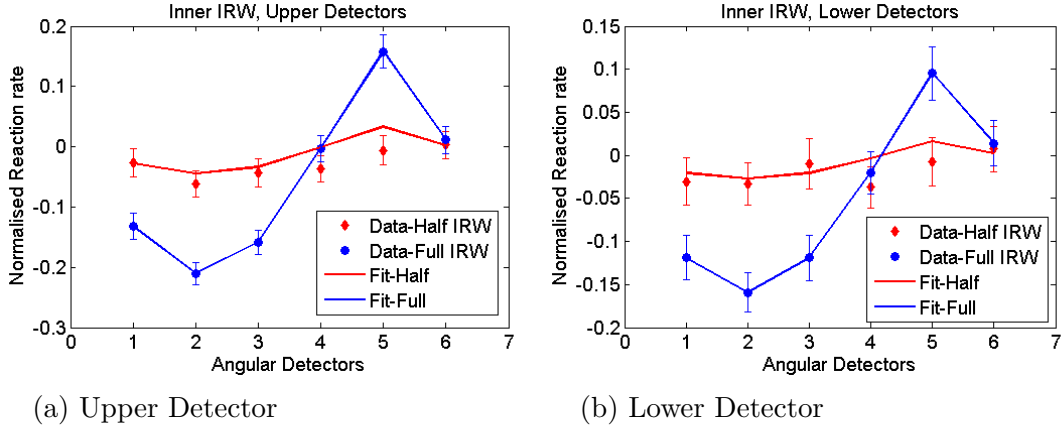 Inner IRW, Upper Detectors
Normalised Reaction rate
0.2
0.1
0
-0.1
-0.2
-0.3
0 1 2 3 4 5 6 7
Angular Detectors
Data-Half IRW
Data-Full IRW
Fit-Half
Fit-Full
(a) Upper Detector
Inner IRW, Lower Detectors
Normalised Reaction rate
0.15
0.1
0.05
0
-0.05
-0.1
-0.15
-0.2
0 1 2 3 4 5 6 7
Angular Detectors
Data-Half IRW
Data-Full IRW
Fit-Half
Fit-Full
(b) Lower Detector